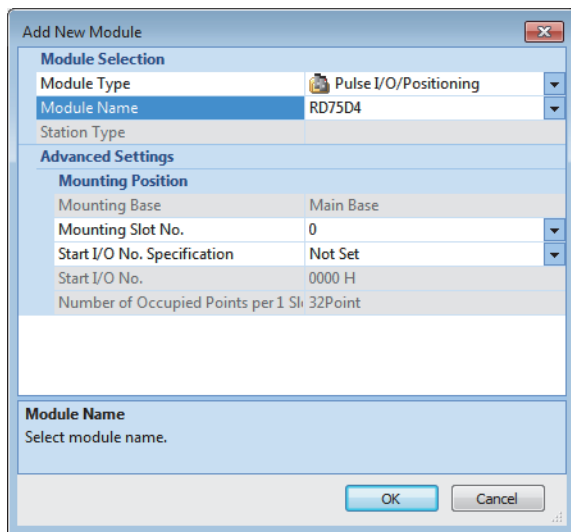 Add New Module
Module Selection
Module Type Pulse I/O/Positioning
Module Name RD75D4
Station Type
Advanced Settings
Mounting Position
Mounting Base Main Base
Mounting Slot No. 0
Start I/O No. Specification Not Set
Start I/O No. 0000 H
Number of Occupied Points per 1 Sl 32Point
Module Name
Select module name.
OK Cancel